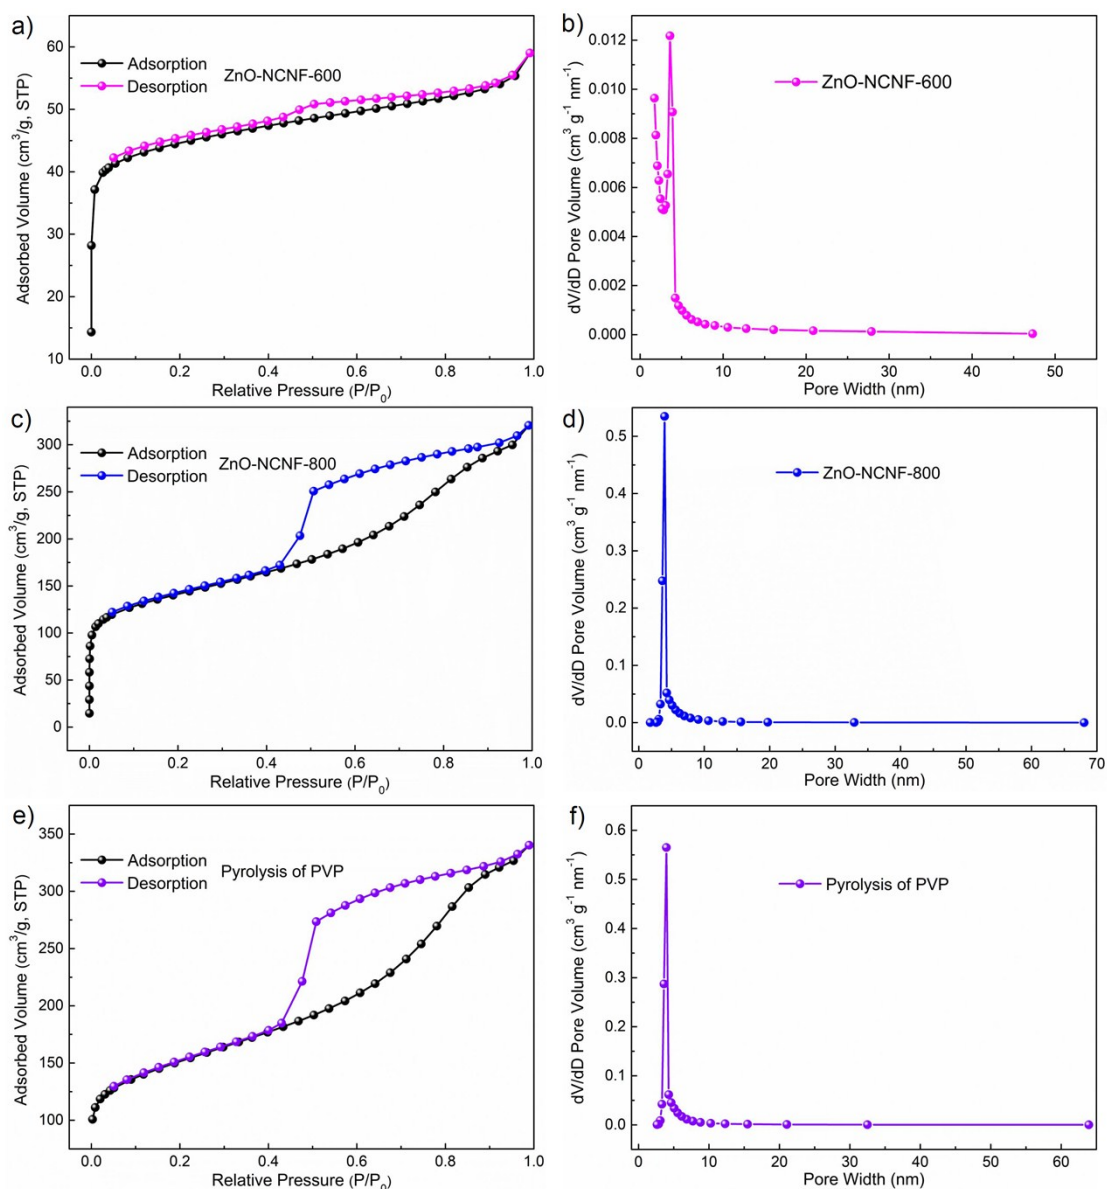 a)
Adsorption
Desorption
ZnO-NCNF-600
60
50
40
30
20
10
Adsorbed Volume (cm³/g, STP)
0.0 0.2 0.4 0.6 0.8 1.0
Relative Pressure (P/P₀)
b)
ZnO-NCNF-600
0.012
0.010
0.008
0.006
0.004
0.002
0.000
dV/dD Pore Volume (cm³ g⁻¹ nm⁻¹)
0 10 20 30 40 50
Pore Width (nm)
c)
Adsorption
Desorption
ZnO-NCNF-800
300
250
200
150
100
50
0
Adsorbed Volume (cm³/g, STP)
0.0 0.2 0.4 0.6 0.8 1.0
Relative Pressure (P/P₀)
d)
ZnO-NCNF-800
0.5
0.4
0.3
0.2
0.1
0.0
dV/dD Pore Volume (cm³ g⁻¹ nm⁻¹)
0 10 20 30 40 50 60 70
Pore Width (nm)
e)
Adsorption
Desorption
Pyrolysis of PVP
350
300
250
200
150
100
Adsorbed Volume (cm³/g, STP)
0.0 0.2 0.4 0.6 0.8 1.0
Relative Pressure (P/P₀)
f)
Pyrolysis of PVP
0.6
0.5
0.4
0.3
0.2
0.1
0.0
dV/dD Pore Volume (cm³ g⁻¹ nm⁻¹)
0 10 20 30 40 50 60
Pore Width (nm)